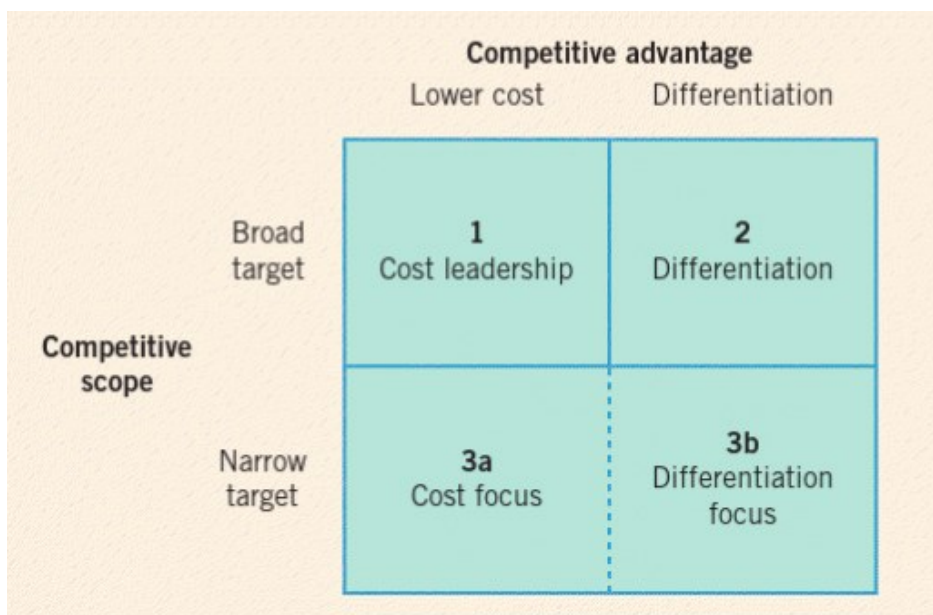 Competitive advantage
Lower cost
Differentiation
Broad
target
1
Cost leadership
2
Differentiation
Competitive
scope
Narrow
target
3a
Cost focus
3b
Differentiation
focus